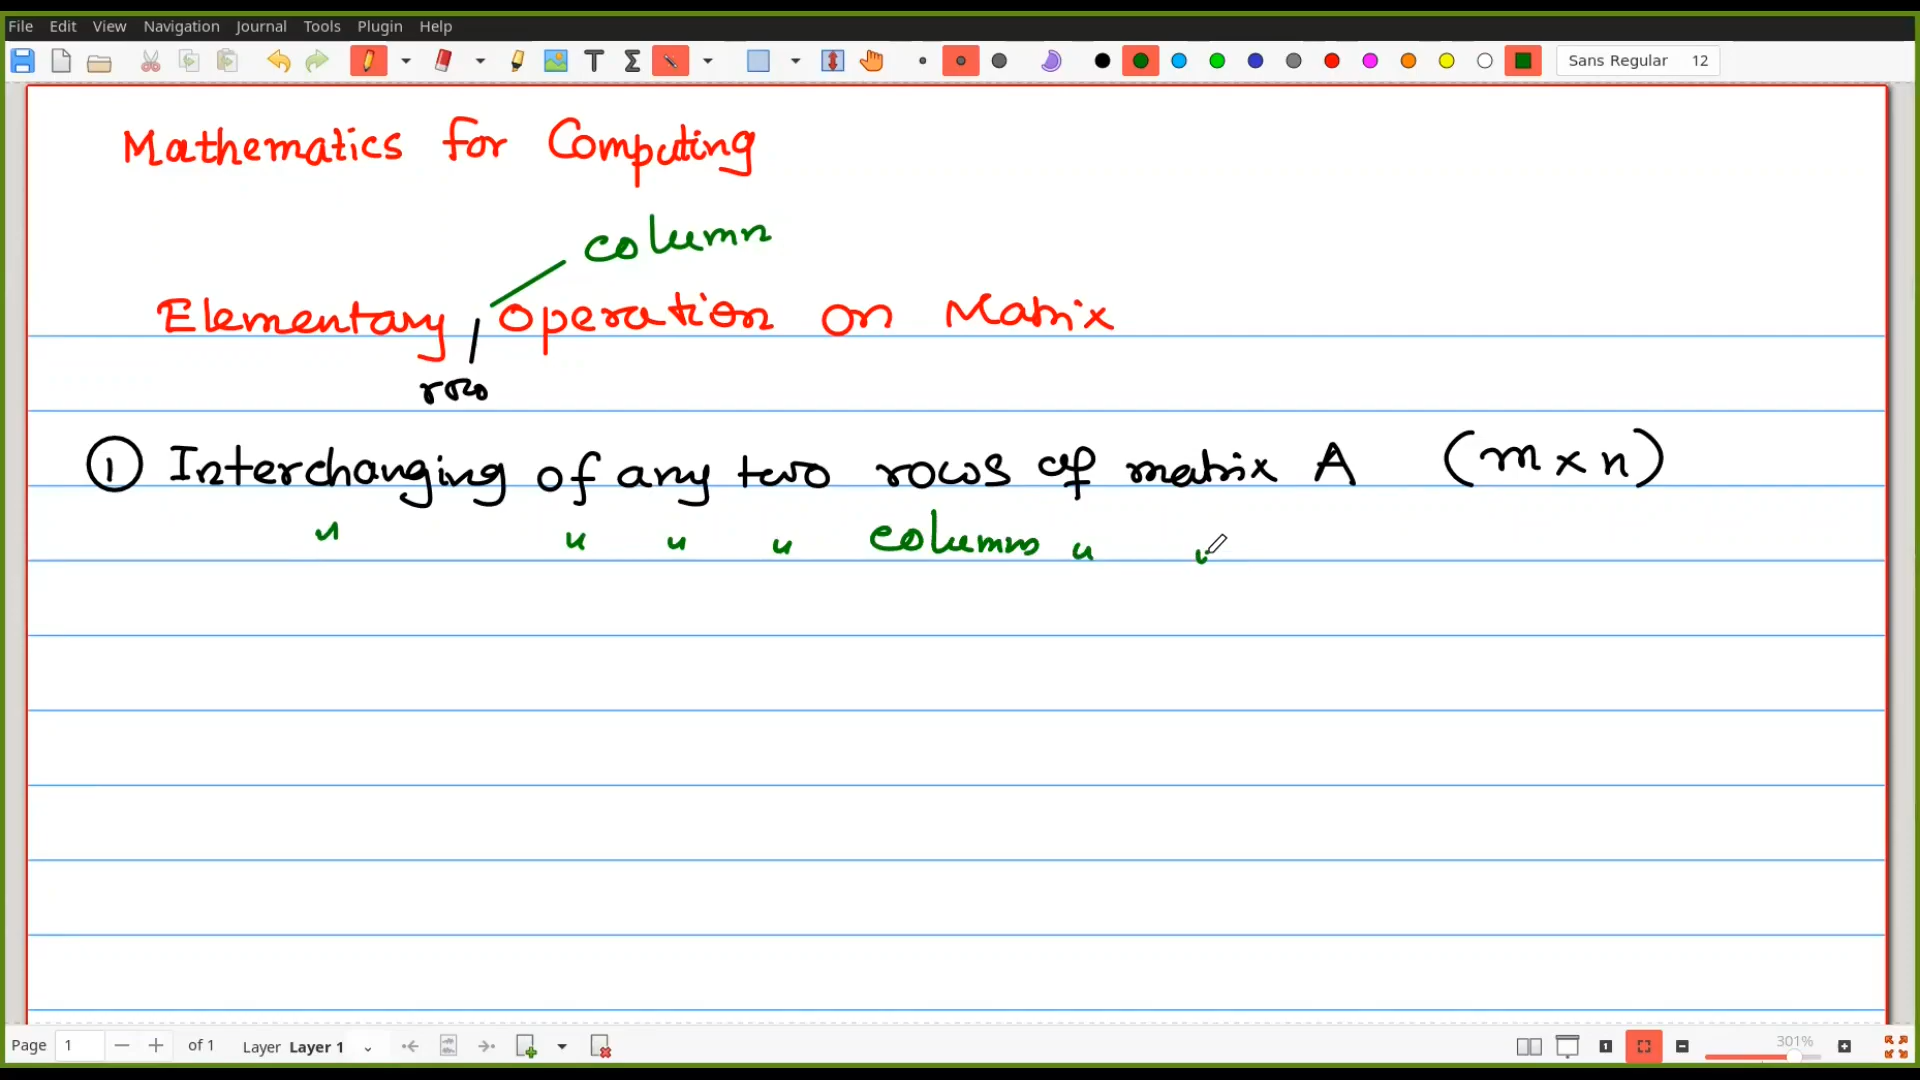 File Edit View Navigation Journal Tools Plugin Help
Sans Regular 12
Mathematics for Computing
column
Elementary operation on Matrix
row
① Interchanging of any two rows of matrix A (m x n)
" " " " columns " "
Page 1 of 1 Layer Layer 1 301%